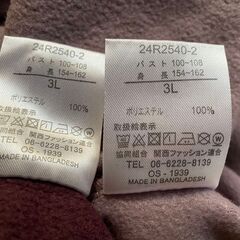 24R2540-2
バスト 100~108
身 長 154~162
3L
ポリエステル
100%
取扱絵表示付
協同組合 関西ファッション連合
TEL 06-6228-8139
OS - 1939
MADE IN BANGLADESH
24R2540-2
バスト 100~108
身 長 154~162
3L
ポリエステル
100%
取扱絵表示付
協同組合 関西ファッション連合
TEL 06-6228-8139
OS - 1939
MADE IN BANGLADESH